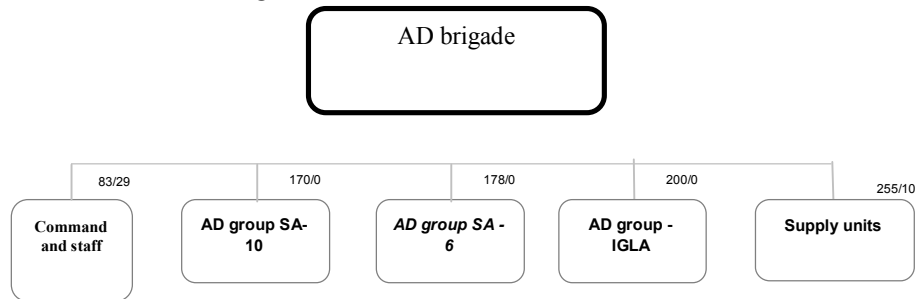 AD brigade
83/29
170/0
178/0
200/0
255/10
Command
and staff
AD group SA-
10
AD group SA -
6
AD group -
IGLA
Supply units